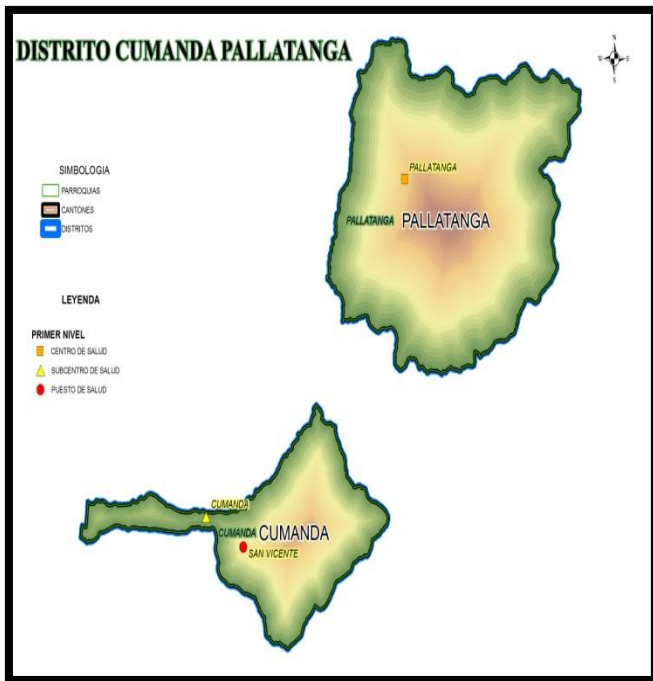 DISTRITO CUMANDA PALLATANGA
N
W E
S
SIMBOLOGIA
PARROQUIAS
CANTONES
DISTRITOS
LEYENDA
PRIMER NIVEL
CENTRO DE SALUD
SUBCENTRO DE SALUD
PUESTO DE SALUD
PALLATANGA
PALLATANGA PALLATANGA
CUMANDA
CUMANDA CUMANDA
SAN VICENTE